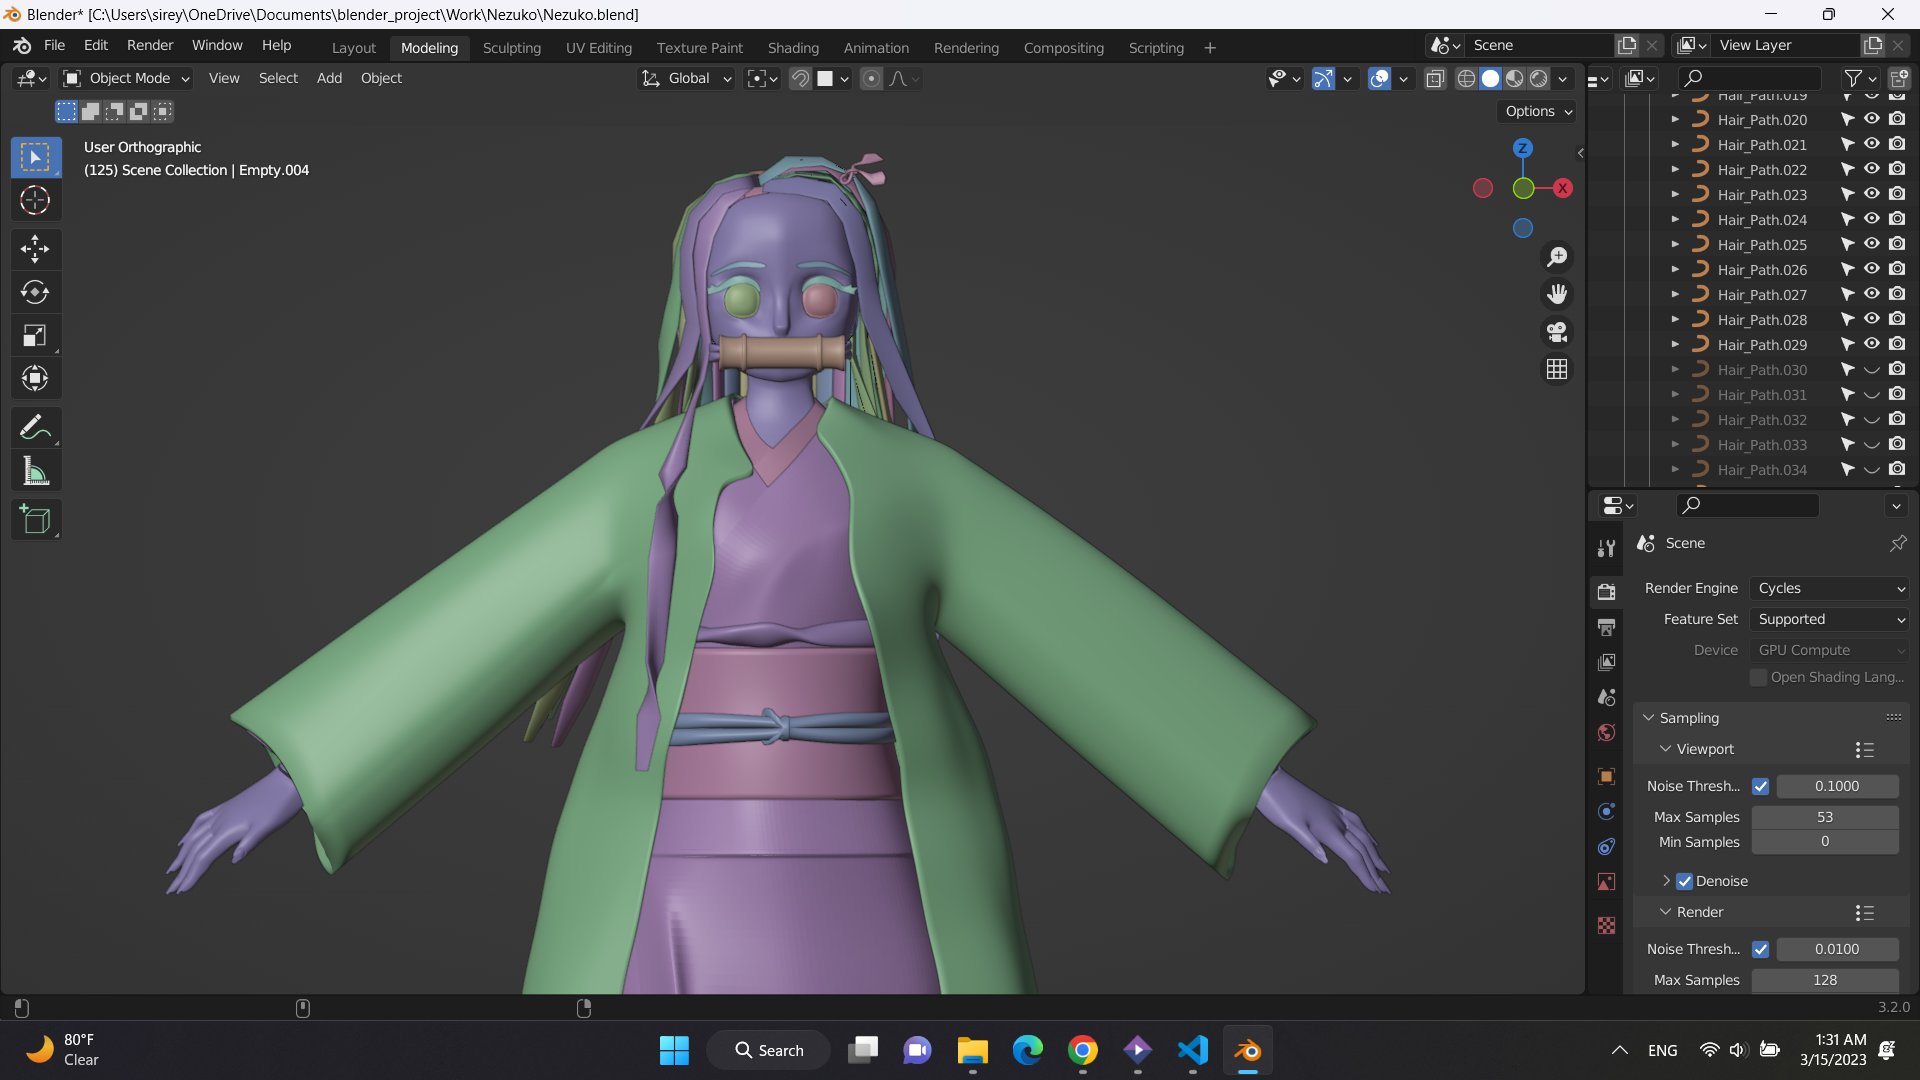 Blender* [C:\Users\sirey\OneDrive\Documents\blender_project\Work\Nezuko\Nezuko.blend]
File Edit Render Window Help Layout Modeling Sculpting UV Editing Texture Paint Shading Animation Rendering Compositing Scripting + Scene View Layer
Object Mode View Select Add Object Global
Options
User Orthographic
(125) Scene Collection | Empty.004
Z
X
Hair_Path.019
Hair_Path.020
Hair_Path.021
Hair_Path.022
Hair_Path.023
Hair_Path.024
Hair_Path.025
Hair_Path.026
Hair_Path.027
Hair_Path.028
Hair_Path.029
Hair_Path.030
Hair_Path.031
Hair_Path.032
Hair_Path.033
Hair_Path.034
Scene
Render Engine Cycles
Feature Set Supported
Device GPU Compute
Open Shading Lang...
Sampling
Viewport
Noise Thresh... 0.1000
Max Samples 53
Min Samples 0
Denoise
Render
Noise Thresh... 0.0100
Max Samples 128
3.2.0
80°F
Clear
Search
ENG
1:31 AM
3/15/2023